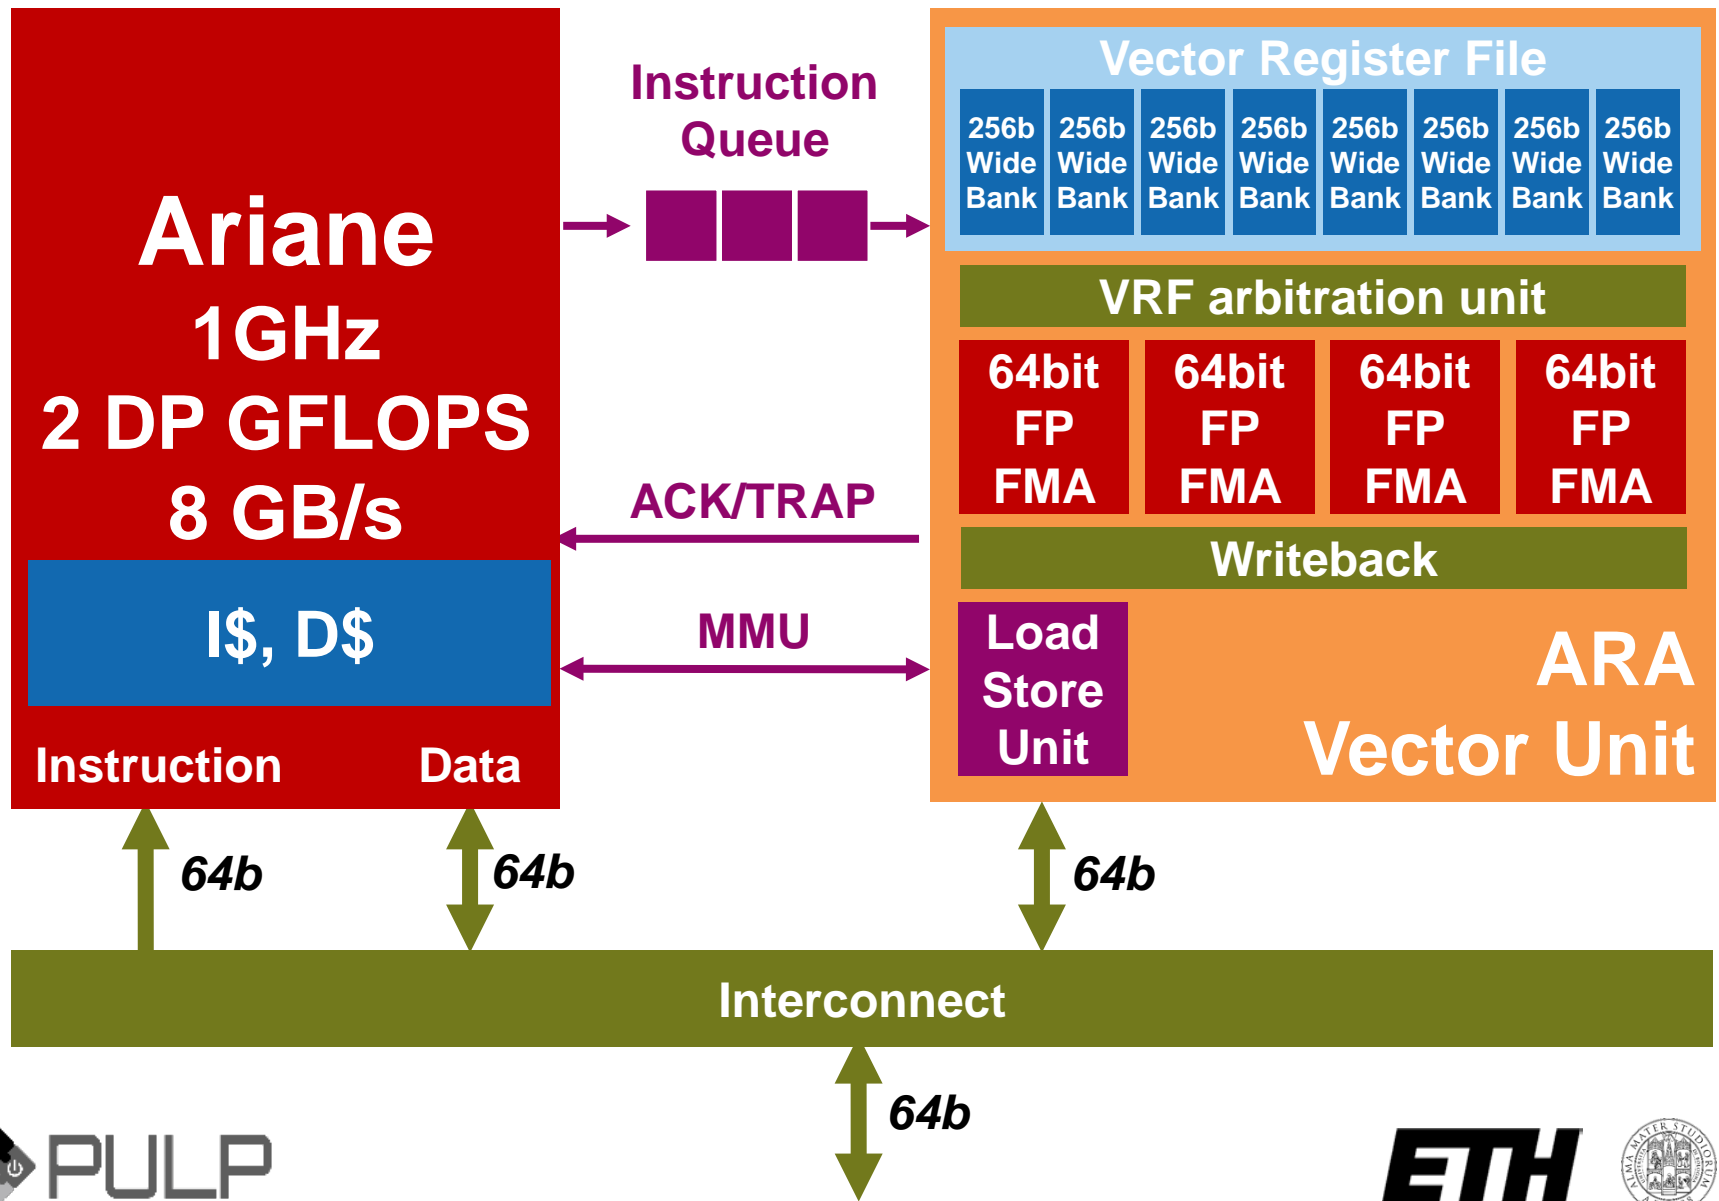 Ariane
1GHz
2 DP GFLOPS
8 GB/s
I$, D$
Instruction
Data
Instruction
Queue
ACK/TRAP
MMU
Vector Register File
256b
Wide
Bank
256b
Wide
Bank
256b
Wide
Bank
256b
Wide
Bank
256b
Wide
Bank
256b
Wide
Bank
256b
Wide
Bank
256b
Wide
Bank
VRF arbitration unit
64bit
FP
FMA
64bit
FP
FMA
64bit
FP
FMA
64bit
FP
FMA
Writeback
Load
Store
Unit
ARA
Vector Unit
64b
64b
64b
Interconnect
64b
PULP
ETH
ALMA MATER STUDIORUM